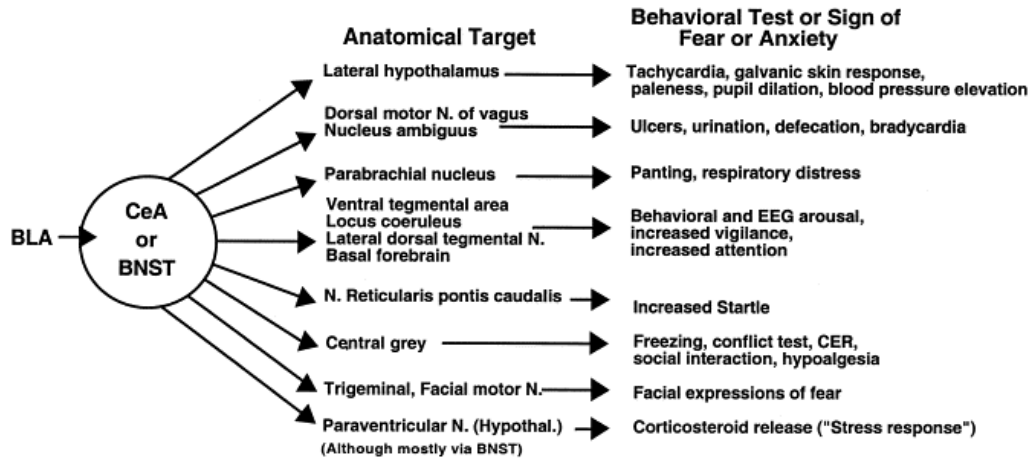 Anatomical Target
Behavioral Test or Sign of
Fear or Anxiety
BLA
CeA
or
BNST
Lateral hypothalamus
Tachycardia, galvanic skin response,
paleness, pupil dilation, blood pressure elevation
Dorsal motor N. of vagus
Nucleus ambiguus
Ulcers, urination, defecation, bradycardia
Parabrachial nucleus
Panting, respiratory distress
Ventral tegmental area
Locus coeruleus
Lateral dorsal tegmental N.
Basal forebrain
Behavioral and EEG arousal,
increased vigilance,
increased attention
N. Reticularis pontis caudalis
Increased Startle
Central grey
Freezing, conflict test, CER,
social interaction, hypoalgesia
Trigeminal, Facial motor N.
Facial expressions of fear
Paraventricular N. (Hypothal.)
(Although mostly via BNST)
Corticosteroid release ("Stress response")